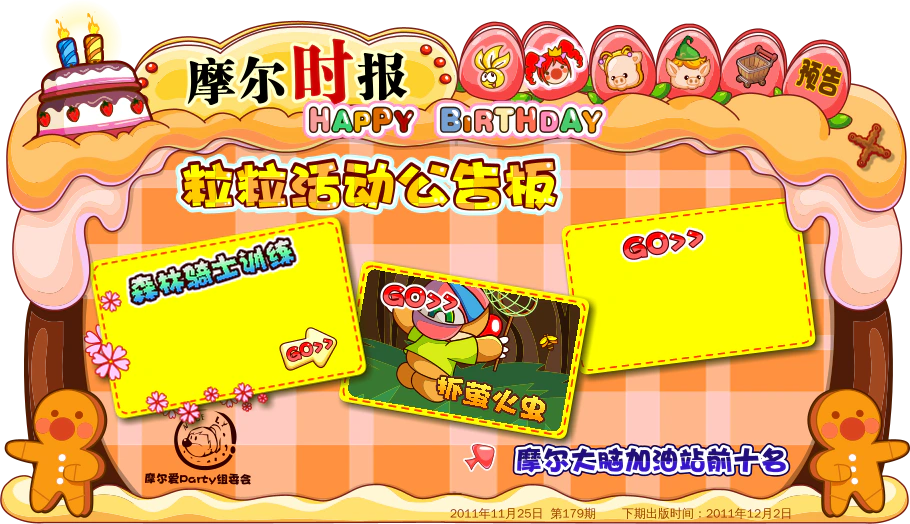 摩尔时报
HAPPY BIRTHDAY
预告
粒粒活动公告板
森林骑士训练
GO>>
GO>>
扑萤火虫
GO>>
摩尔爱Party组委会
摩尔大脑加油站前十名
2011年11月25日 第179期 下期出版时间：2011年12月2日